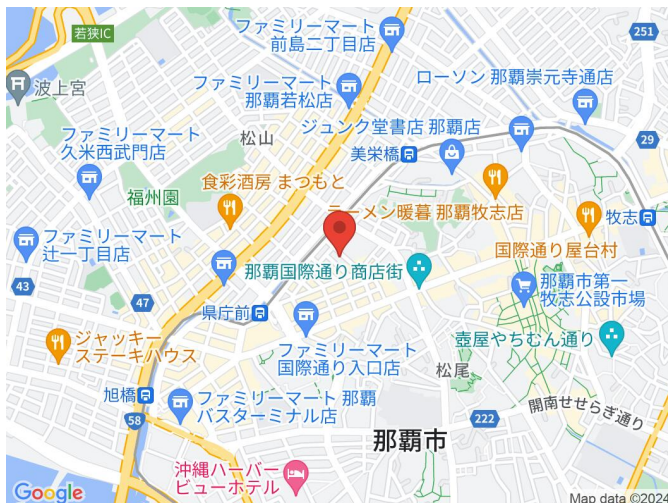 若狭IC
ファミリーマート
前島二丁目店
251
波上宮
ファミリーマート
那覇若松店
ローソン 那覇崇元寺通店
ファミリーマート
久米西武門店
松山
ジュンク堂書店 那覇店
29
美栄橋
福州園
食彩酒房 まつもと
ラーメン暖暮 那覇牧志店
牧志
ファミリーマート
辻一丁目店
国際通り屋台村
43
那覇国際通り商店街
那覇市第一
牧志公設市場
47
県庁前
ジャッキー
ステーキハウス
ファミリーマート
国際通り入口店
壺屋やちむん通り
松尾
旭橋
ファミリーマート 那覇
バスターミナル店
58
222
開南せせらぎ通り
那覇市
沖縄ハーバー
ビューホテル
Google
Map data ©2024